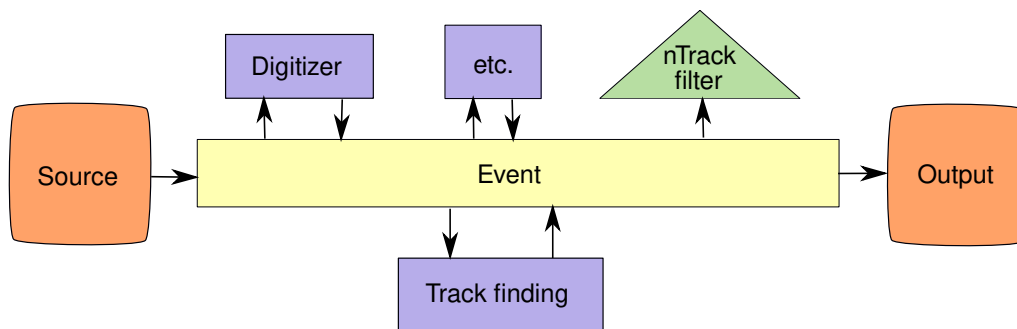 Digitizer
etc.
nTrack
filter
Source
Event
Output
Track finding